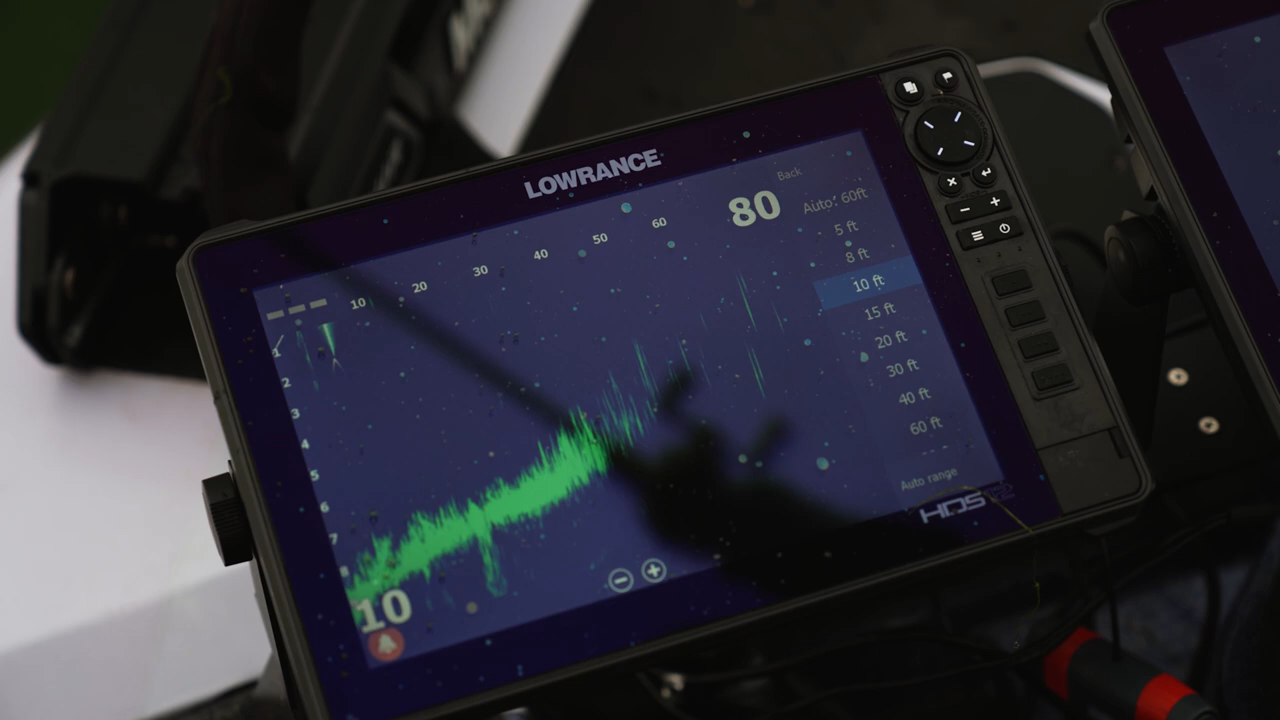 LOWRANCE
Back
10 20 30 40 50 60 80
Auto: 60ft
5 ft
8 ft
10 ft
15 ft
20 ft
30 ft
40 ft
60 ft
Auto range
1
2
3
4
5
6
7
8
10
HDS 12